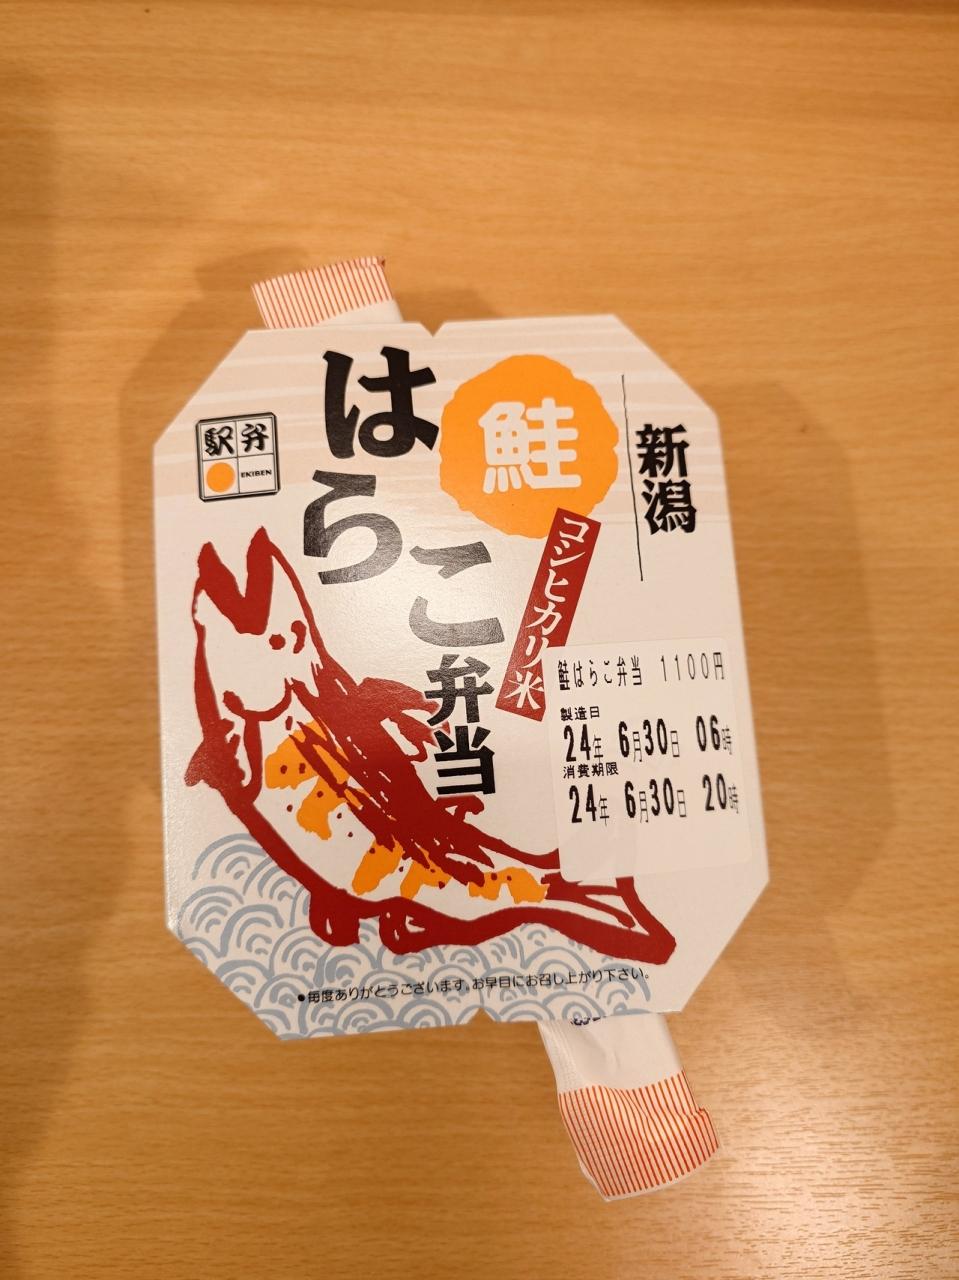 新潟
鮭
はらこ弁当
コシヒカリ米
駅弁
EKIBEN
鮭はらこ弁当 1100円
製造日
24年 6月30日 06時
消費期限
24年 6月30日 20時
●毎度ありがとうございます。お早目にお召し上がり下さい。